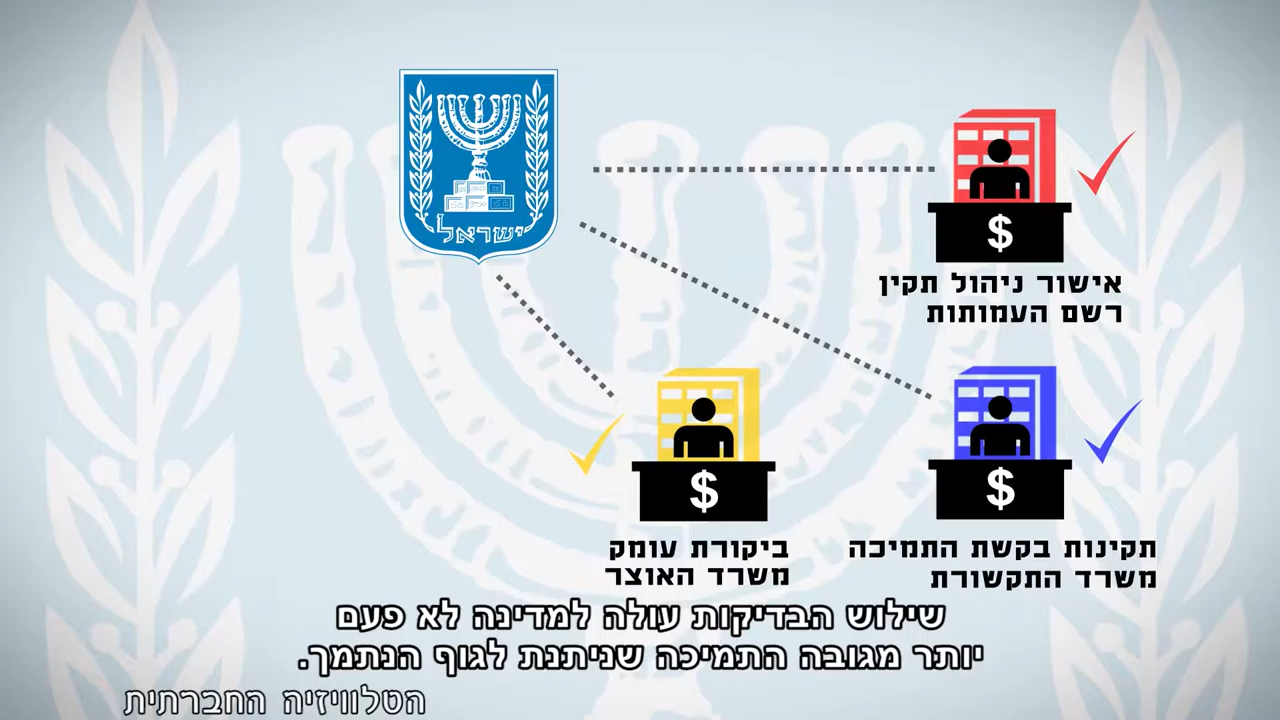 ישראל
$
אישור ניהול תקין
רשם העמותות
$
ביקורת עומק
משרד האוצר
$
תקינות בקשת התמיכה
משרד התקשורת
שילוש הבדיקות עולה למדינה לא פעם
יותר מגובה התמיכה שניתנת לגוף הנתמך.
הטלוויזיה החברתית